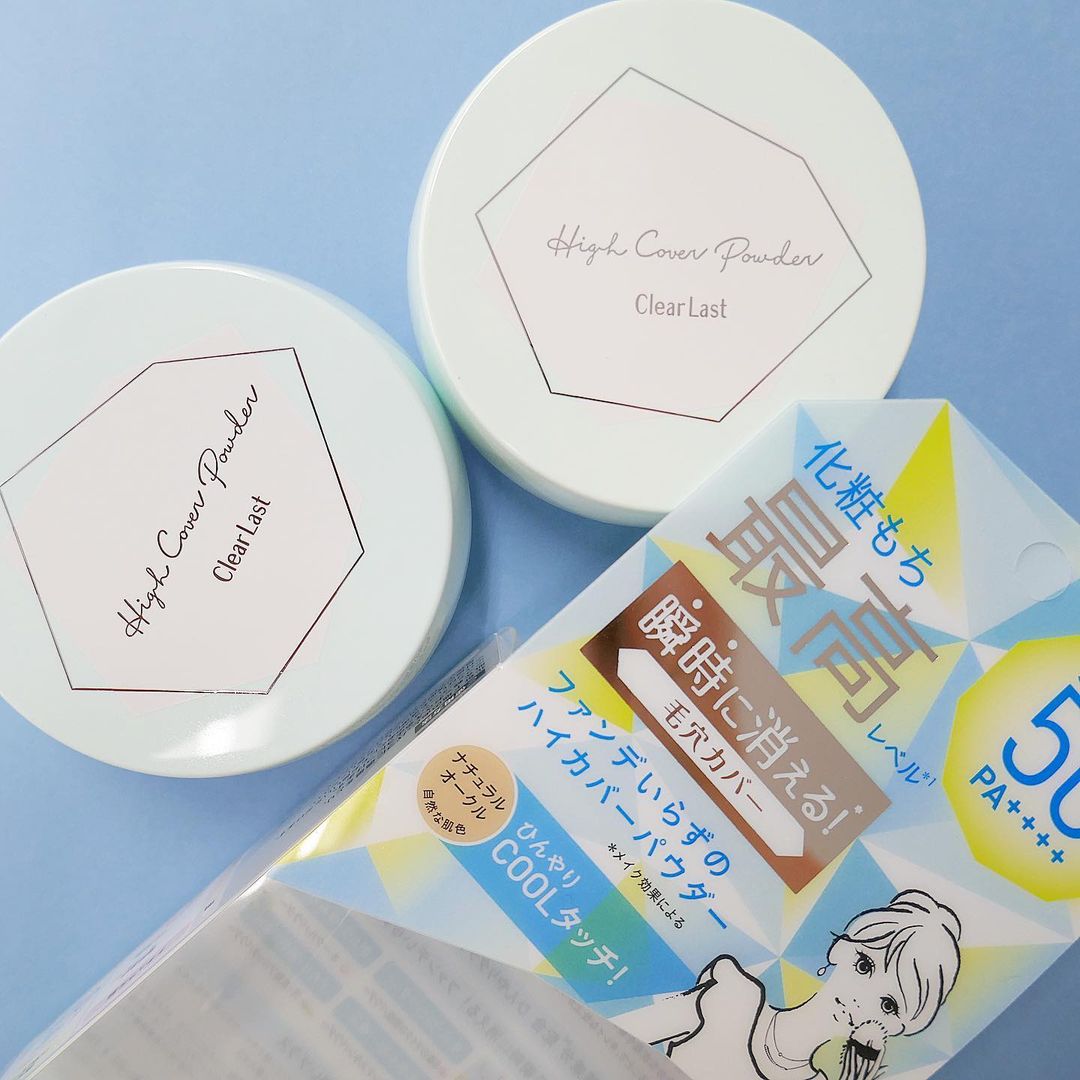 High Cover Powder
ClearLast
High Cover Powder
ClearLast
化粧もち
最高
レベル*1
瞬時に消える!*
毛穴カバー
ファンデいらずの
ハイカバーパウダー
*メイク効果による
ナチュラル
オークル
自然な肌色
ひんやり
COOLタッチ!
50
PA++++